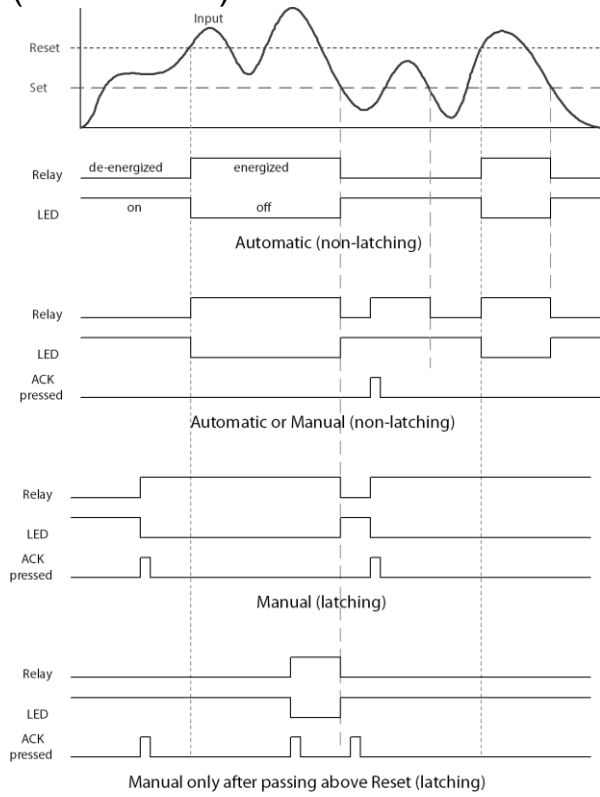 Input
Reset
Set
de-energized energized
Relay
on off
LED
Automatic (non-latching)
Relay
LED
ACK
pressed
Automatic or Manual (non-latching)
Relay
LED
ACK
pressed
Manual (latching)
Relay
LED
ACK
pressed
Manual only after passing above Reset (latching)